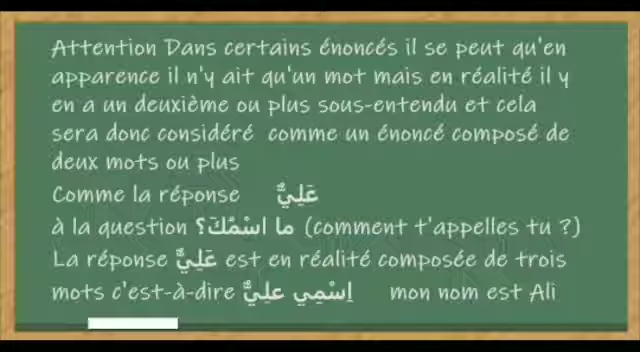 Attention Dans certains énoncés il se peut qu'en
apparence il n'y ait qu'un mot mais en réalité il y
en a un deuxième ou plus sous-entendu et cela
sera donc considéré comme un énoncé composé de
deux mots ou plus
Comme la réponse عَلِيٌّ
à la question ما اسْمُكَ؟ (comment t'appelles tu ?)
La réponse عَلِيٌّ est en réalité composée de trois
mots c'est-à-dire اِسْمِي علِيٌّ mon nom est Ali